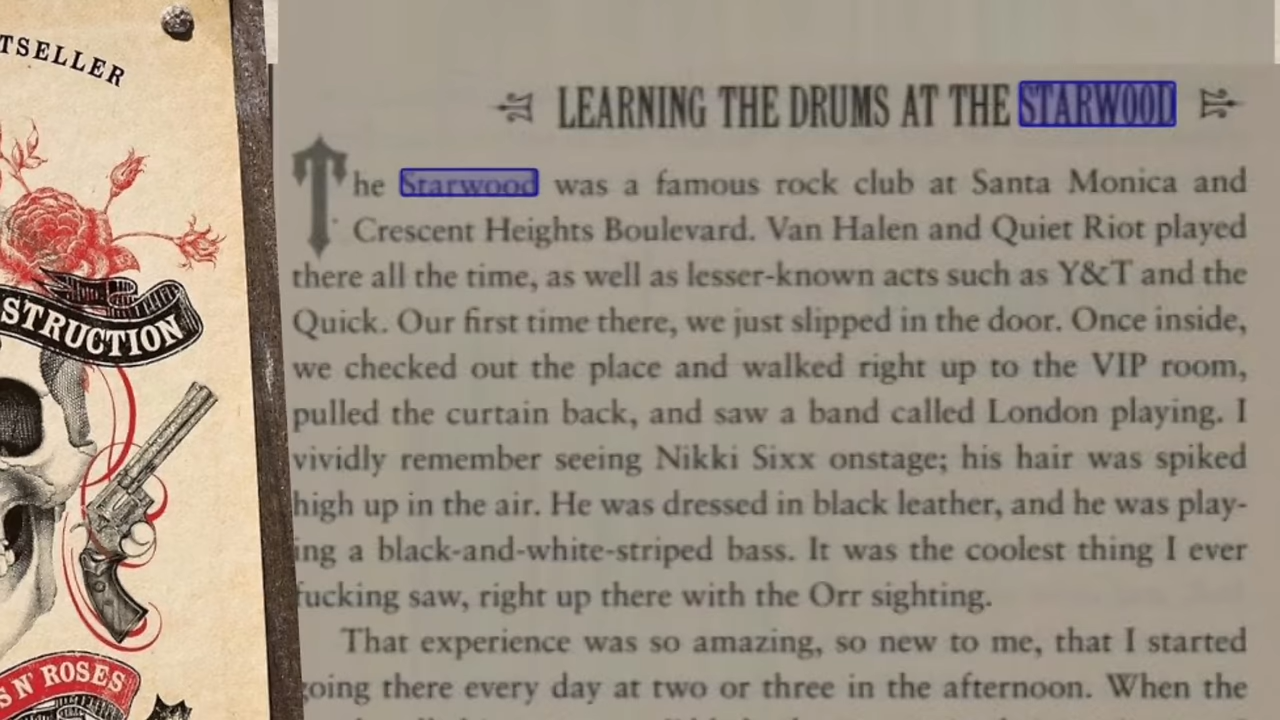 TSELLER
STRUCTION
S N' ROSES
LEARNING THE DRUMS AT THE STARWOOD
The Starwood was a famous rock club at Santa Monica and
Crescent Heights Boulevard. Van Halen and Quiet Riot played
there all the time, as well as lesser-known acts such as Y&T and the
Quick. Our first time there, we just slipped in the door. Once inside,
we checked out the place and walked right up to the VIP room,
pulled the curtain back, and saw a band called London playing. I
vividly remember seeing Nikki Sixx onstage; his hair was spiked
high up in the air. He was dressed in black leather, and he was play-
ing a black-and-white-striped bass. It was the coolest thing I ever
fucking saw, right up there with the Orr sighting.
That experience was so amazing, so new to me, that I started
going there every day at two or three in the afternoon. When the